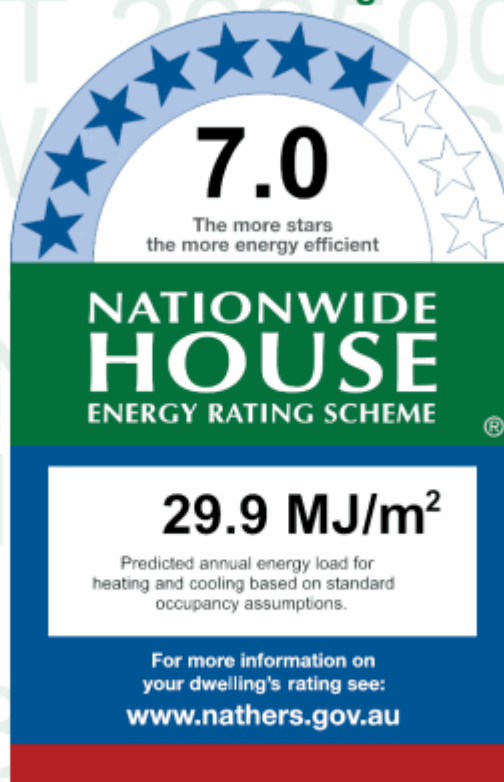 7.0
The more stars
the more energy efficient
NATIONWIDE
HOUSE
ENERGY RATING SCHEME
®
29.9 MJ/m²
Predicted annual energy load for
heating and cooling based on standard
occupancy assumptions.
For more information on
your dwelling's rating see:
www.nathers.gov.au